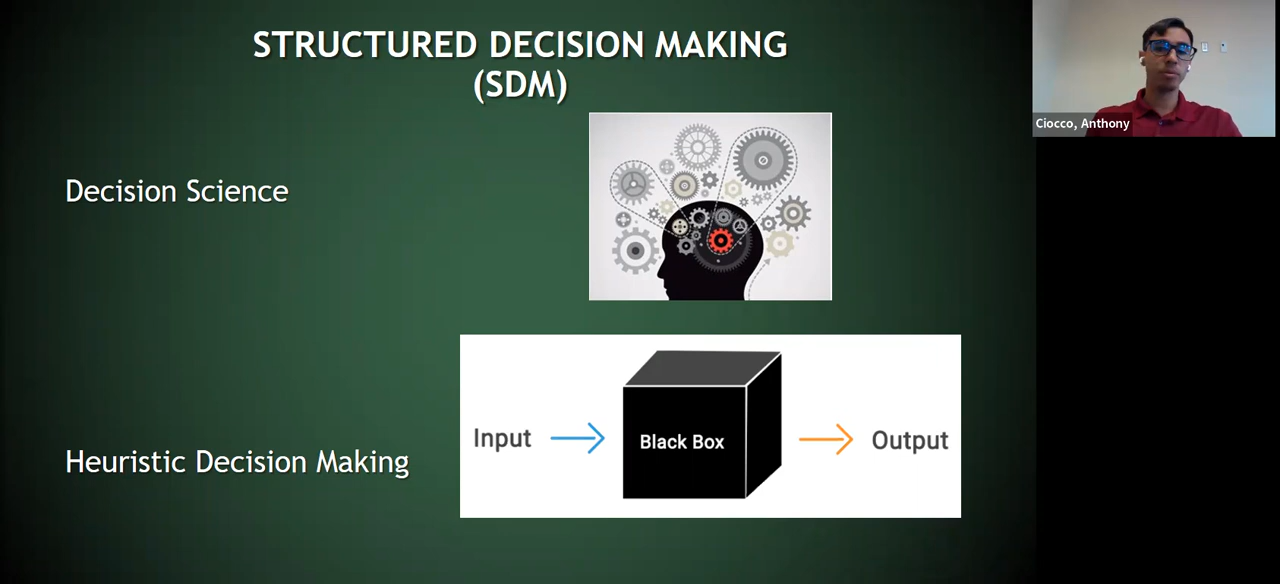 STRUCTURED DECISION MAKING
(SDM)
Ciocco, Anthony
Decision Science
Input
Black Box
Output
Heuristic Decision Making